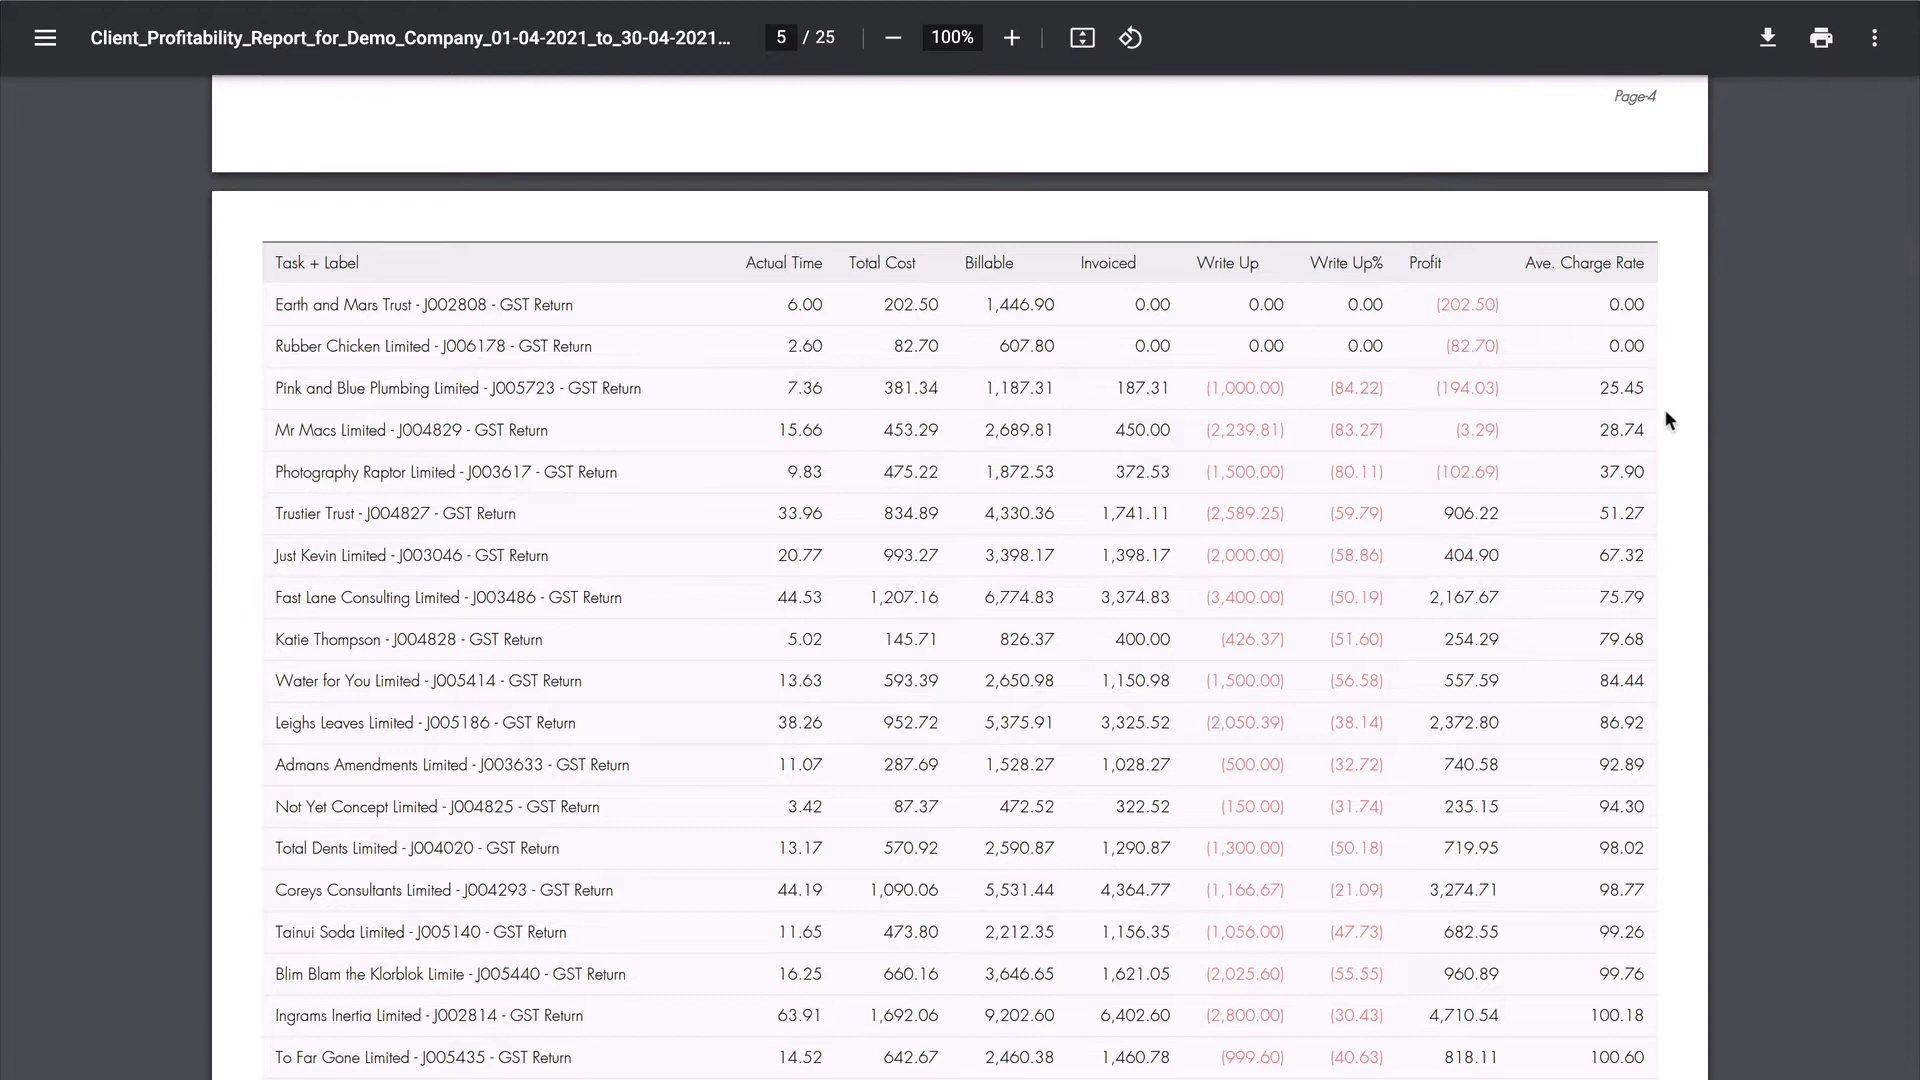 Client_Profitability_Report_for_Demo_Company_01-04-2021_to_30-04-2021... 5 / 25 100%
Page-4
Task + Label Actual Time Total Cost Billable Invoiced Write Up Write Up% Profit Ave. Charge Rate
Earth and Mars Trust - J002808 - GST Return 6.00 202.50 1,446.90 0.00 0.00 0.00 (202.50) 0.00
Rubber Chicken Limited - J006178 - GST Return 2.60 82.70 607.80 0.00 0.00 0.00 (82.70) 0.00
Pink and Blue Plumbing Limited - J005723 - GST Return 7.36 381.34 1,187.31 187.31 (1,000.00) (84.22) (194.03) 25.45
Mr Macs Limited - J004829 - GST Return 15.66 453.29 2,689.81 450.00 (2,239.81) (83.27) (3.29) 28.74
Photography Raptor Limited - J003617 - GST Return 9.83 475.22 1,872.53 372.53 (1,500.00) (80.11) (102.69) 37.90
Trustier Trust - J004827 - GST Return 33.96 834.89 4,330.36 1,741.11 (2,589.25) (59.79) 906.22 51.27
Just Kevin Limited - J003046 - GST Return 20.77 993.27 3,398.17 1,398.17 (2,000.00) (58.86) 404.90 67.32
Fast Lane Consulting Limited - J003486 - GST Return 44.53 1,207.16 6,774.83 3,374.83 (3,400.00) (50.19) 2,167.67 75.79
Katie Thompson - J004828 - GST Return 5.02 145.71 826.37 400.00 (426.37) (51.60) 254.29 79.68
Water for You Limited - J005414 - GST Return 13.63 593.39 2,650.98 1,150.98 (1,500.00) (56.58) 557.59 84.44
Leighs Leaves Limited - J005186 - GST Return 38.26 952.72 5,375.91 3,325.52 (2,050.39) (38.14) 2,372.80 86.92
Admans Amendments Limited - J003633 - GST Return 11.07 287.69 1,528.27 1,028.27 (500.00) (32.72) 740.58 92.89
Not Yet Concept Limited - J004825 - GST Return 3.42 87.37 472.52 322.52 (150.00) (31.74) 235.15 94.30
Total Dents Limited - J004020 - GST Return 13.17 570.92 2,590.87 1,290.87 (1,300.00) (50.18) 719.95 98.02
Coreys Consultants Limited - J004293 - GST Return 44.19 1,090.06 5,531.44 4,364.77 (1,166.67) (21.09) 3,274.71 98.77
Tainui Soda Limited - J005140 - GST Return 11.65 473.80 2,212.35 1,156.35 (1,056.00) (47.73) 682.55 99.26
Blim Blam the Klorblok Limite - J005440 - GST Return 16.25 660.16 3,646.65 1,621.05 (2,025.60) (55.55) 960.89 99.76
Ingrams Inertia Limited - J002814 - GST Return 63.91 1,692.06 9,202.60 6,402.60 (2,800.00) (30.43) 4,710.54 100.18
To Far Gone Limited - J005435 - GST Return 14.52 642.67 2,460.38 1,460.78 (999.60) (40.63) 818.11 100.60